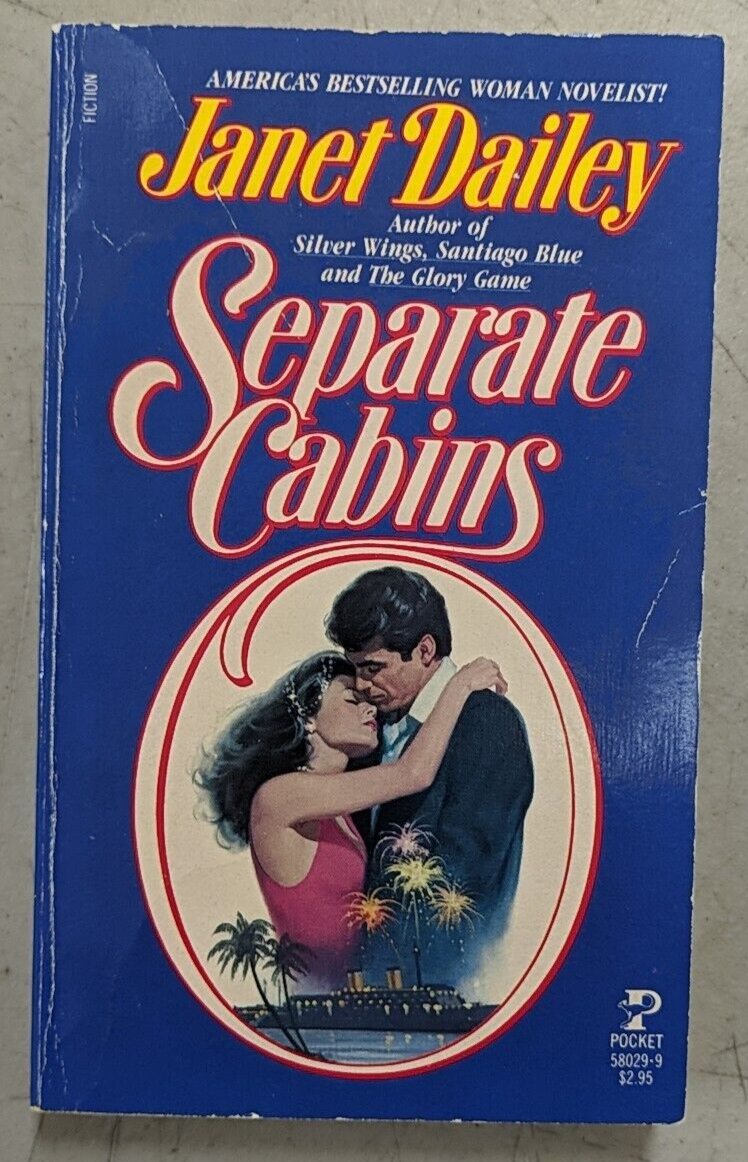 FICTION
AMERICA'S BESTSELLING WOMAN NOVELIST!
Janet Dailey
Author of
Silver Wings, Santiago Blue
and The Glory Game
Separate
Cabins
P
POCKET
58029-9
$2.95